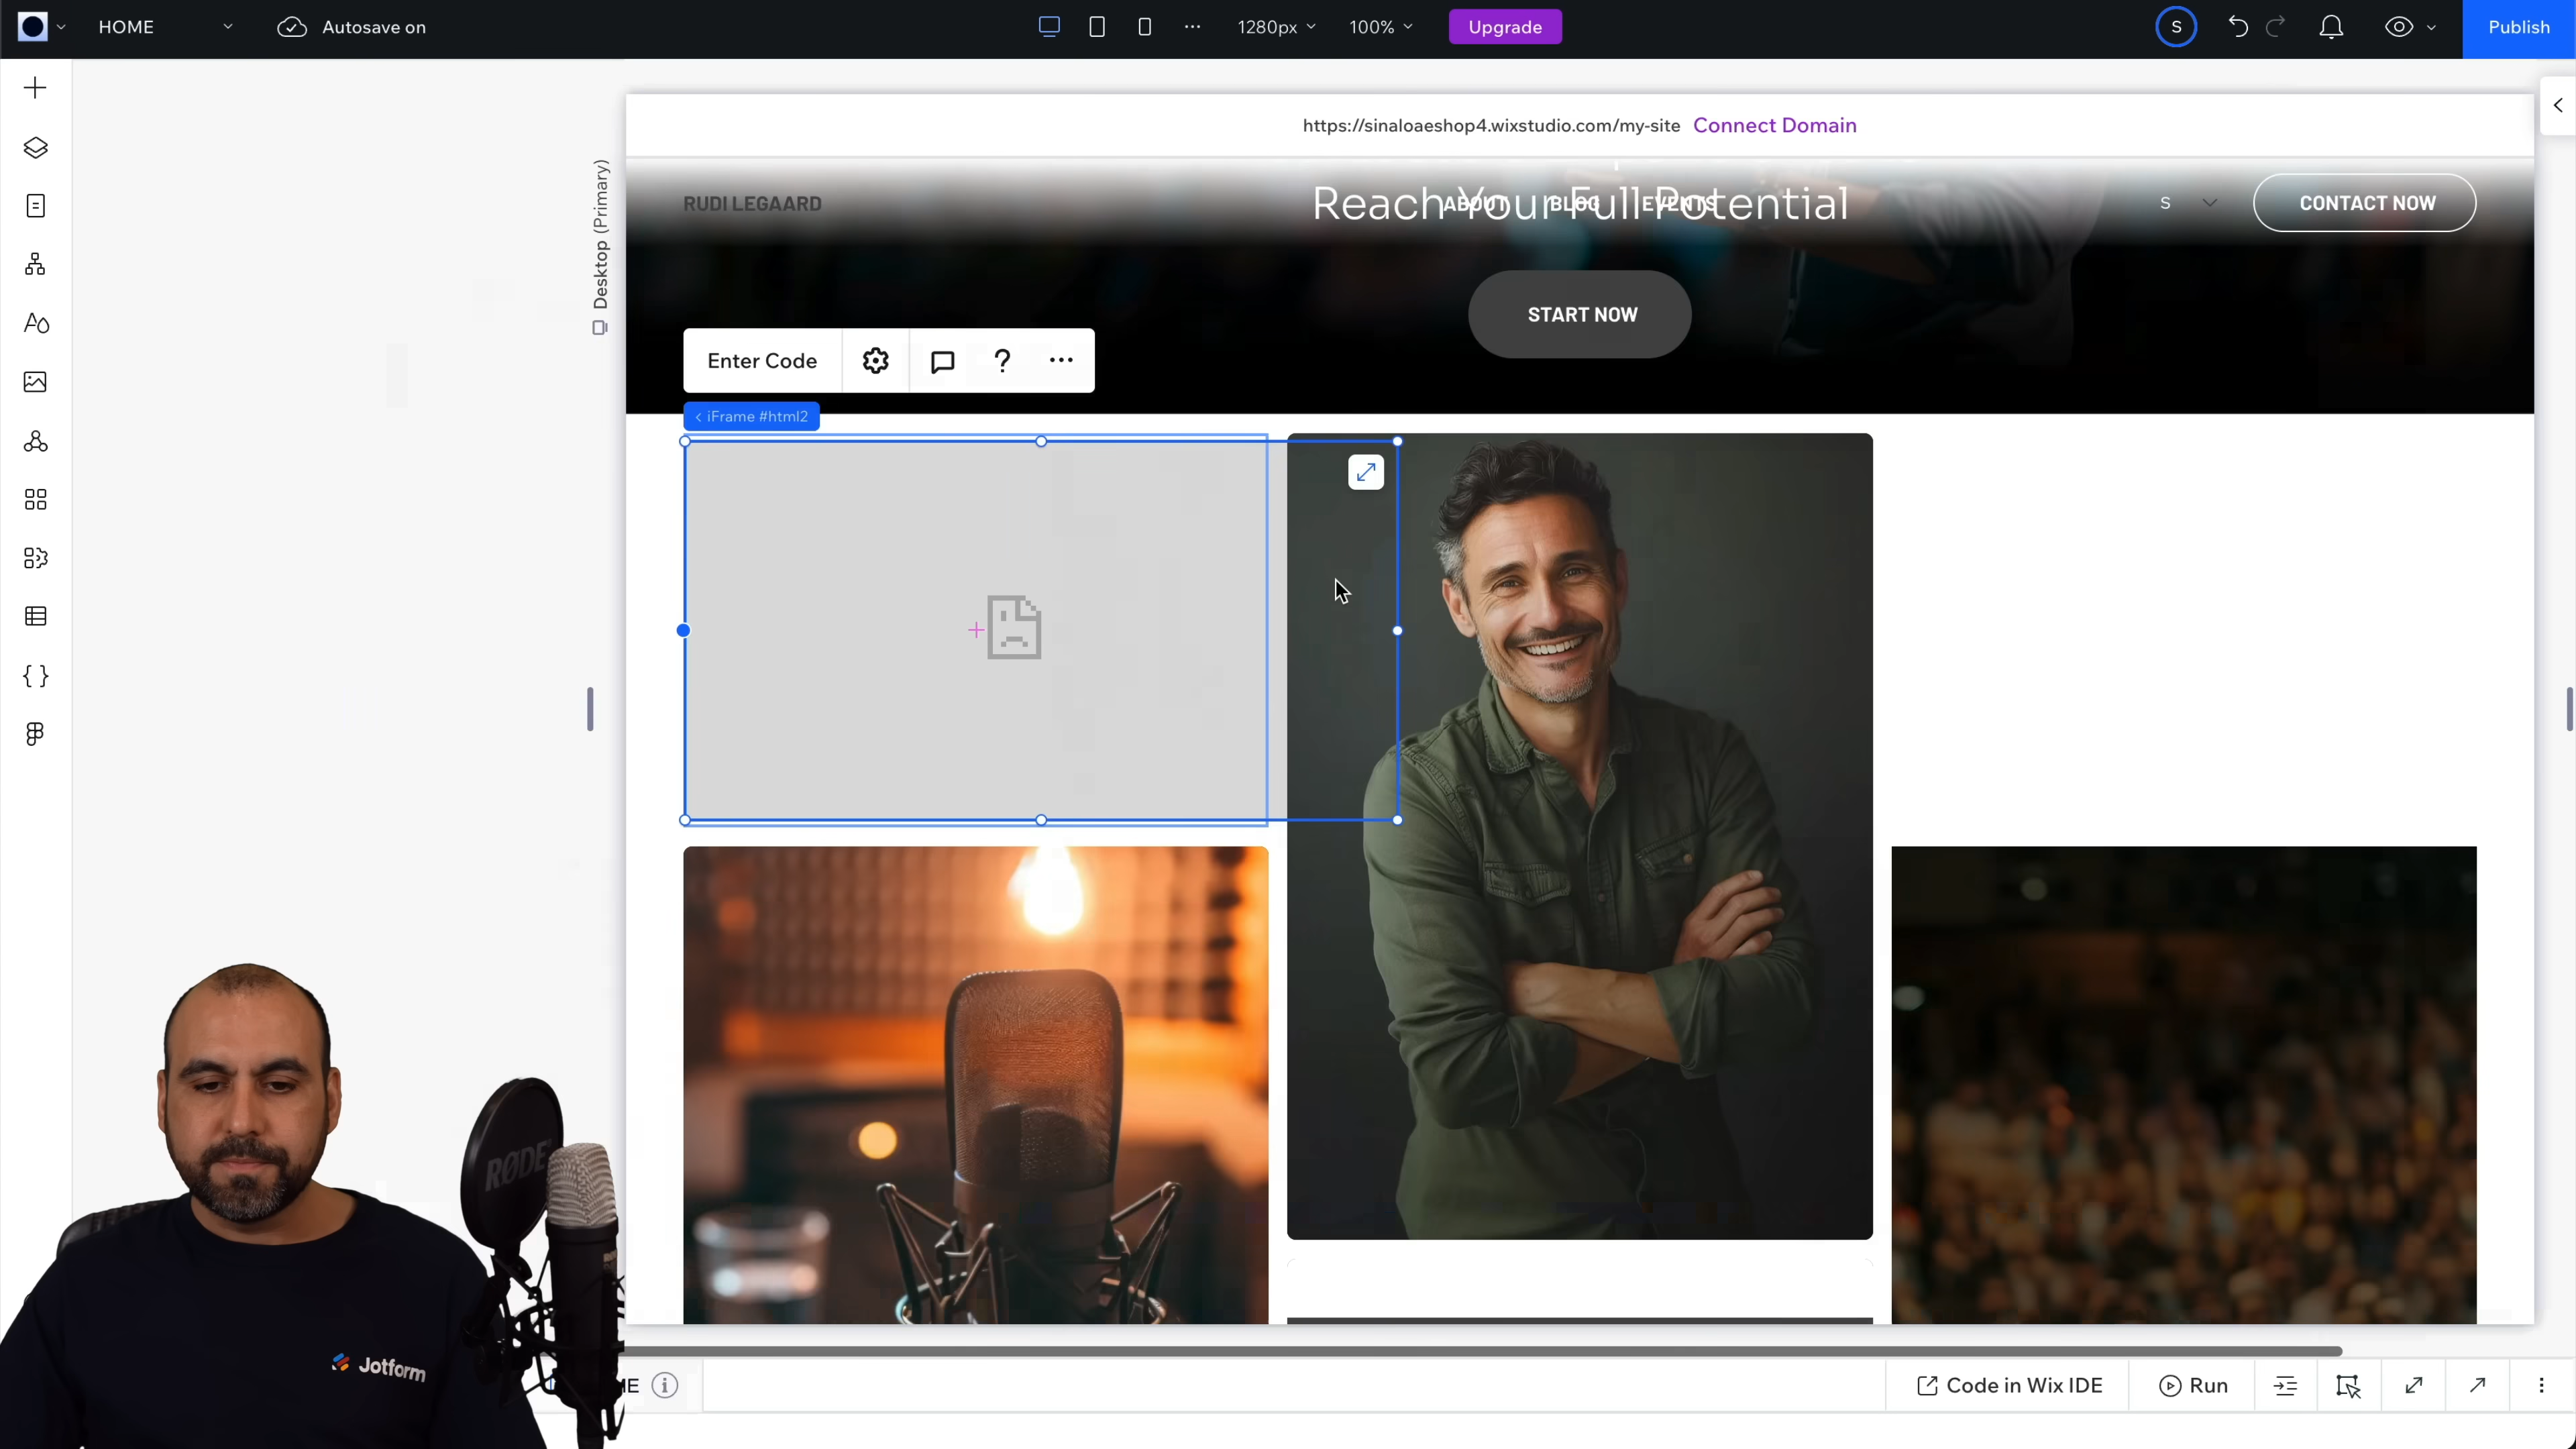 HOME
Autosave on
1280px
100%
Upgrade
S
Publish
https://sinaloaeshop4.wixstudio.com/my-site Connect Domain
Desktop (Primary)
RUDI LEGAARD
Reach Your Full Potential
ABOUT
BLOG
EVENTS
S
CONTACT NOW
START NOW
Enter Code
?
< iFrame #html2
RØDE
Jotform
ME
Code in Wix IDE
Run